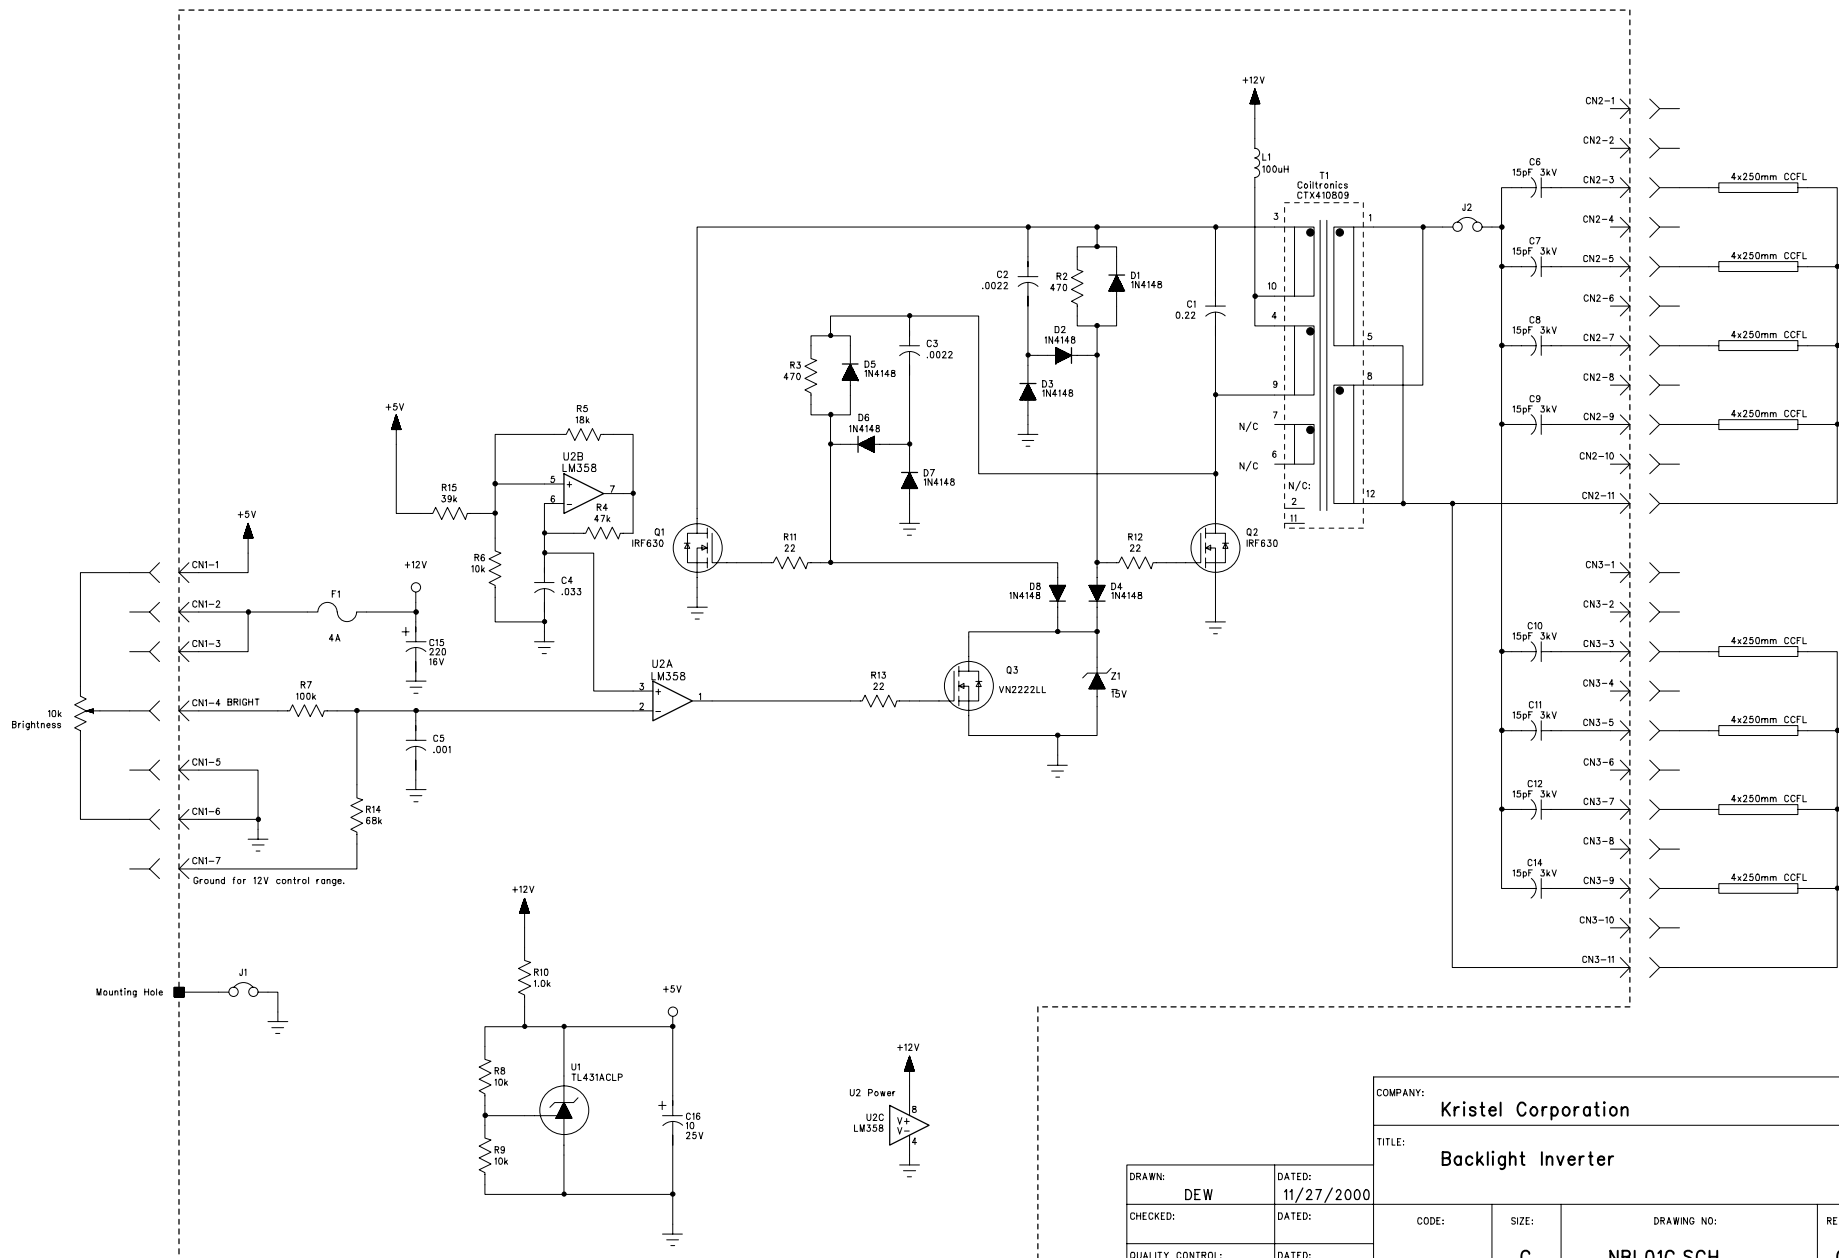 +12V
L1
100uH
T1
Coiltronics
CTX410809
3
1
10
4
5
8
9
7
N/C
6
N/C
N/C:
2
11
12
J2
C6
15pF 3kV
C7
15pF 3kV
C8
15pF 3kV
C9
15pF 3kV
C10
15pF 3kV
C11
15pF 3kV
C12
15pF 3kV
C14
15pF 3kV
CN2-1
CN2-2
CN2-3
CN2-4
CN2-5
CN2-6
CN2-7
CN2-8
CN2-9
CN2-10
CN2-11
CN3-1
CN3-2
CN3-3
CN3-4
CN3-5
CN3-6
CN3-7
CN3-8
CN3-9
CN3-10
CN3-11
4x250mm CCFL
4x250mm CCFL
4x250mm CCFL
4x250mm CCFL
4x250mm CCFL
4x250mm CCFL
4x250mm CCFL
4x250mm CCFL
C2
.0022
R2
470
D1
1N4148
C1
0.22
D2
1N4148
D3
1N4148
R3
470
D5
1N4148
C3
.0022
D6
1N4148
D7
1N4148
+5V
R5
18k
U2B
LM358
5
+
6
−
7
R15
39k
R4
47k
R6
10k
C4
.033
Q1
IRF630
R11
22
R12
22
Q2
IRF630
D8
1N4148
D4
1N4148
U2A
LM358
3
+
2
−
1
R13
22
Q3
VN2222LL
Z1
15V
+5V
CN1-1
CN1-2
CN1-3
CN1-4 BRIGHT
CN1-5
CN1-6
CN1-7
Ground for 12V control range.
F1
4A
+12V
+
C15
220
16V
R7
100k
C5
.001
R14
68k
10k
Brightness
Mounting Hole
J1
+12V
R10
1.0k
+5V
R8
10k
U1
TL431ACLP
R9
10k
+
C16
10
25V
+12V
U2 Power
8
U2C
LM358
V+
V−
4
COMPANY:
Kristel Corporation
TITLE:
Backlight Inverter
DRAWN:
DEW
DATED:
11/27/2000
CHECKED:
DATED:
CODE:
SIZE:
C
DRAWING NO:
NBL01C.SCH
QUALITY CONTROL:
DATED: